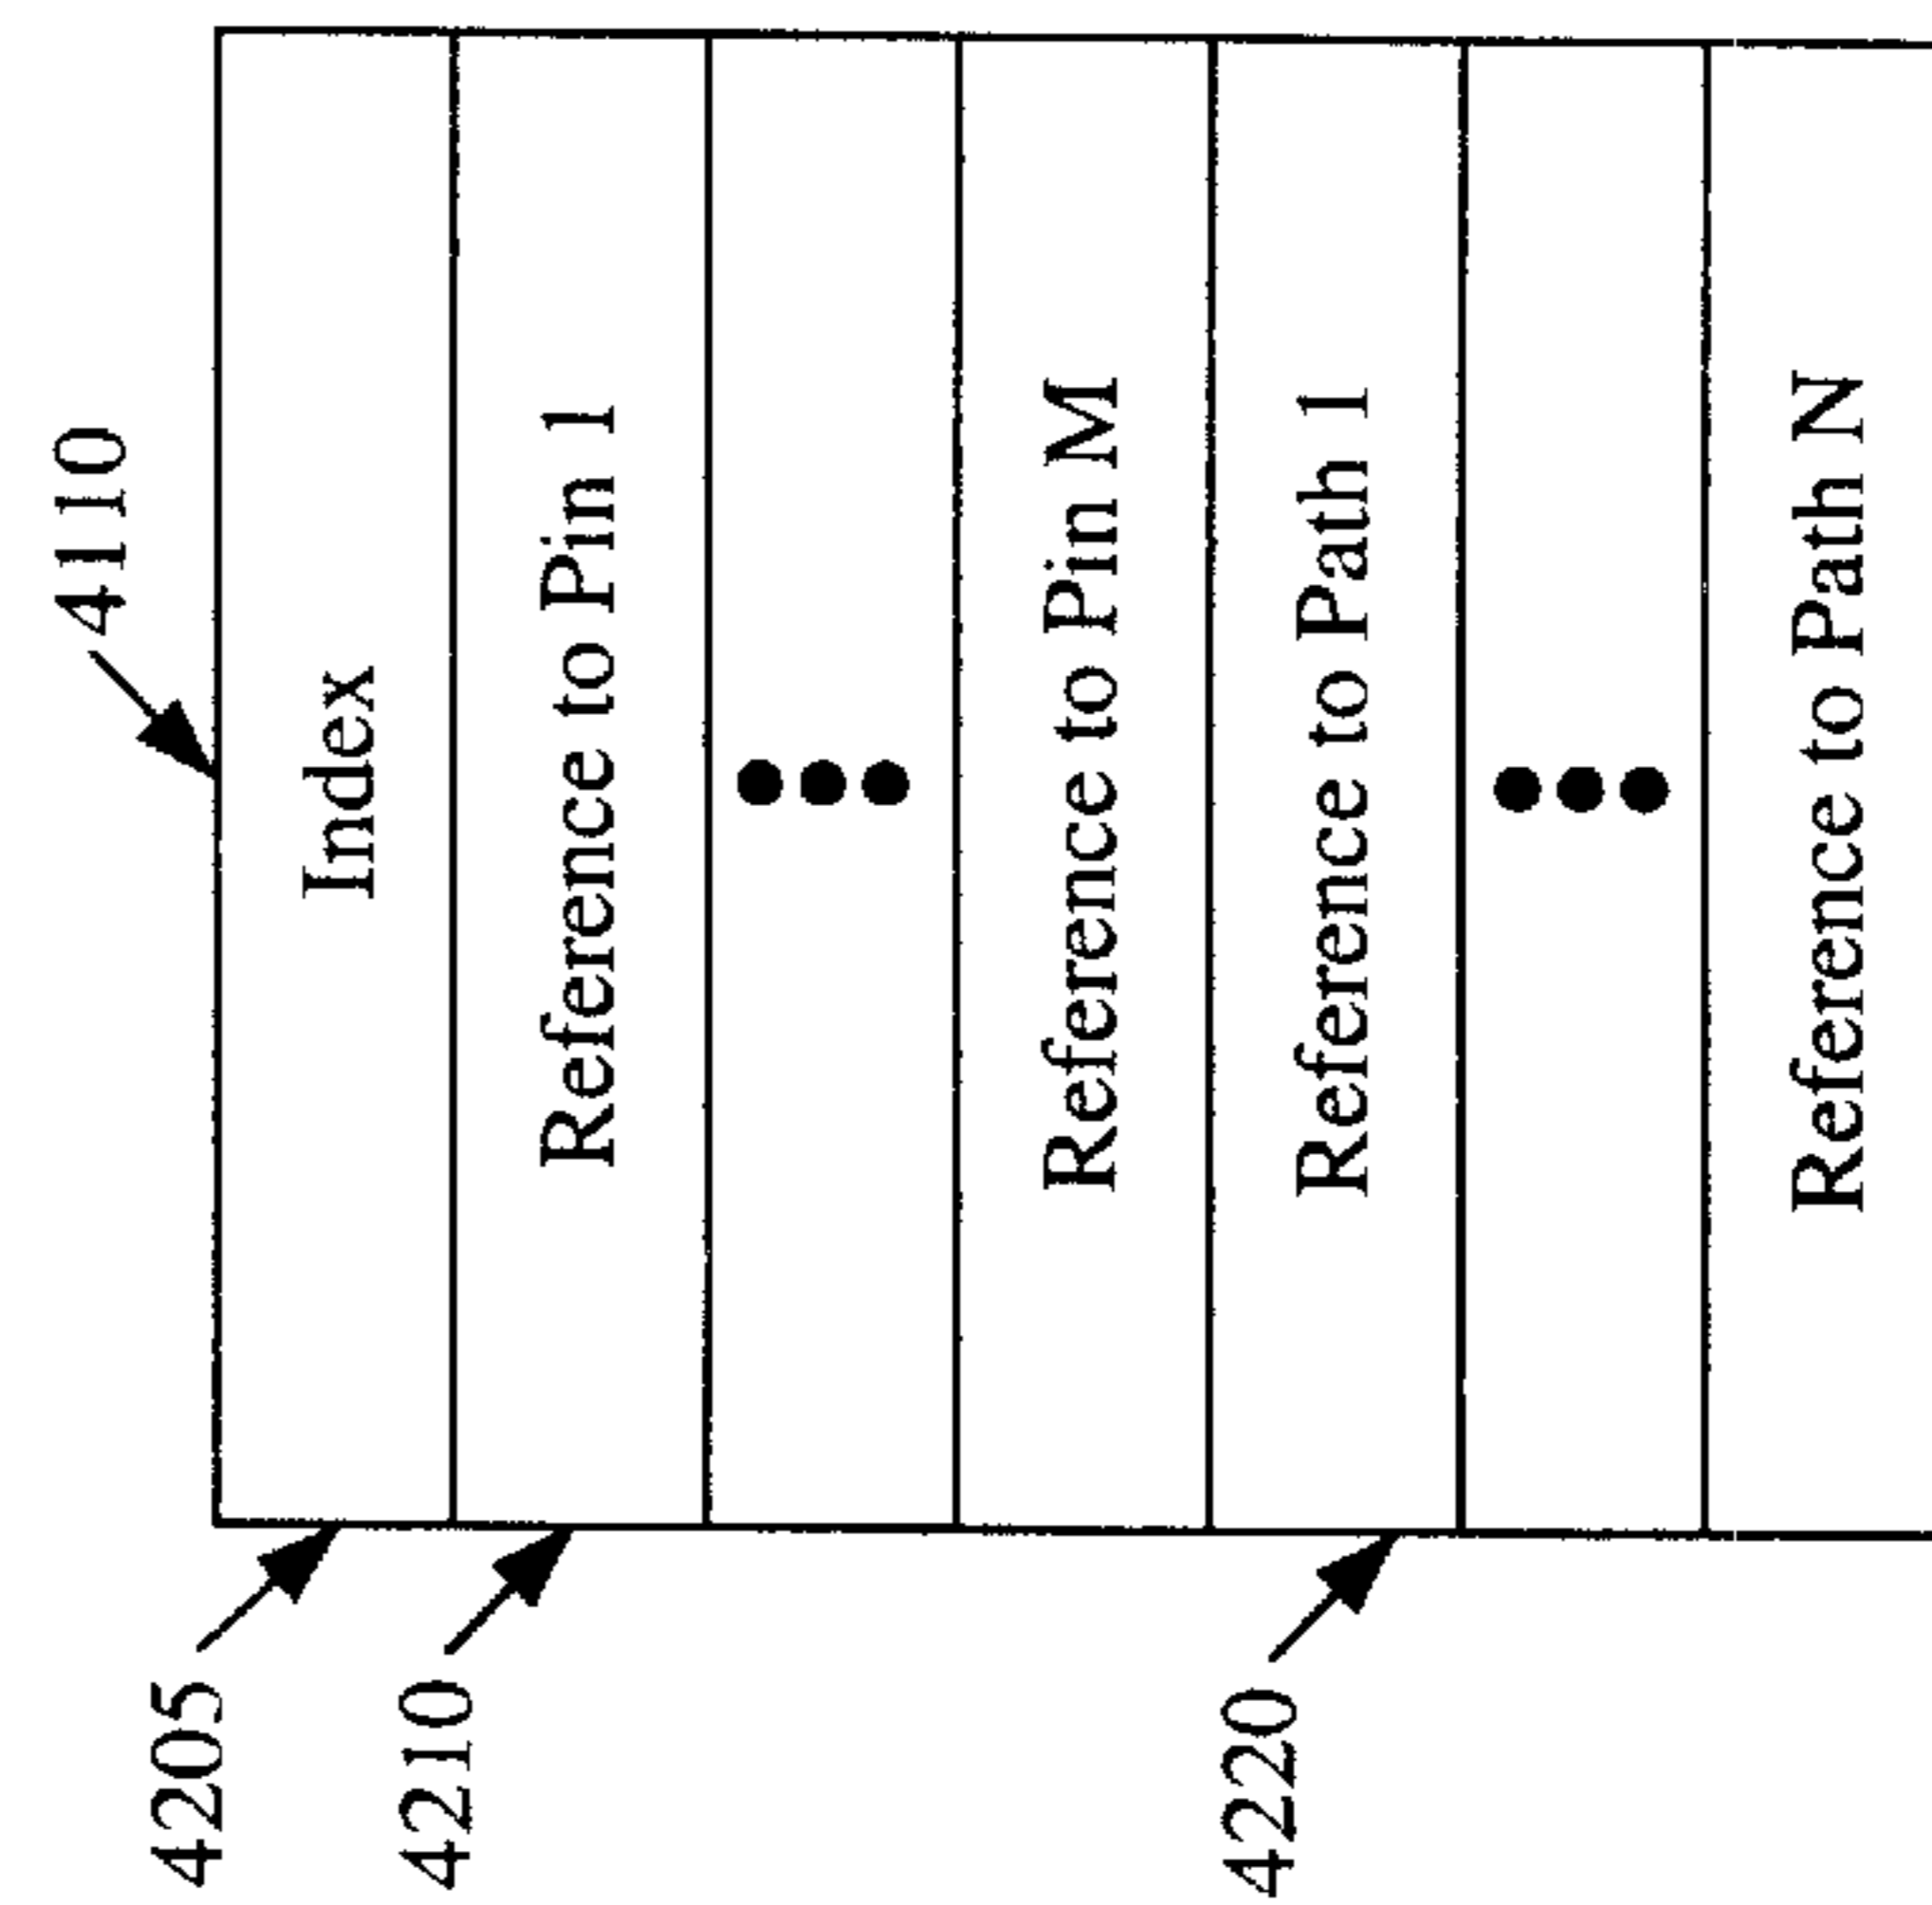 4110
4205
Index
4210
Reference to Pin 1
Reference to Pin M
4220
Reference to Path 1
Reference to Path N